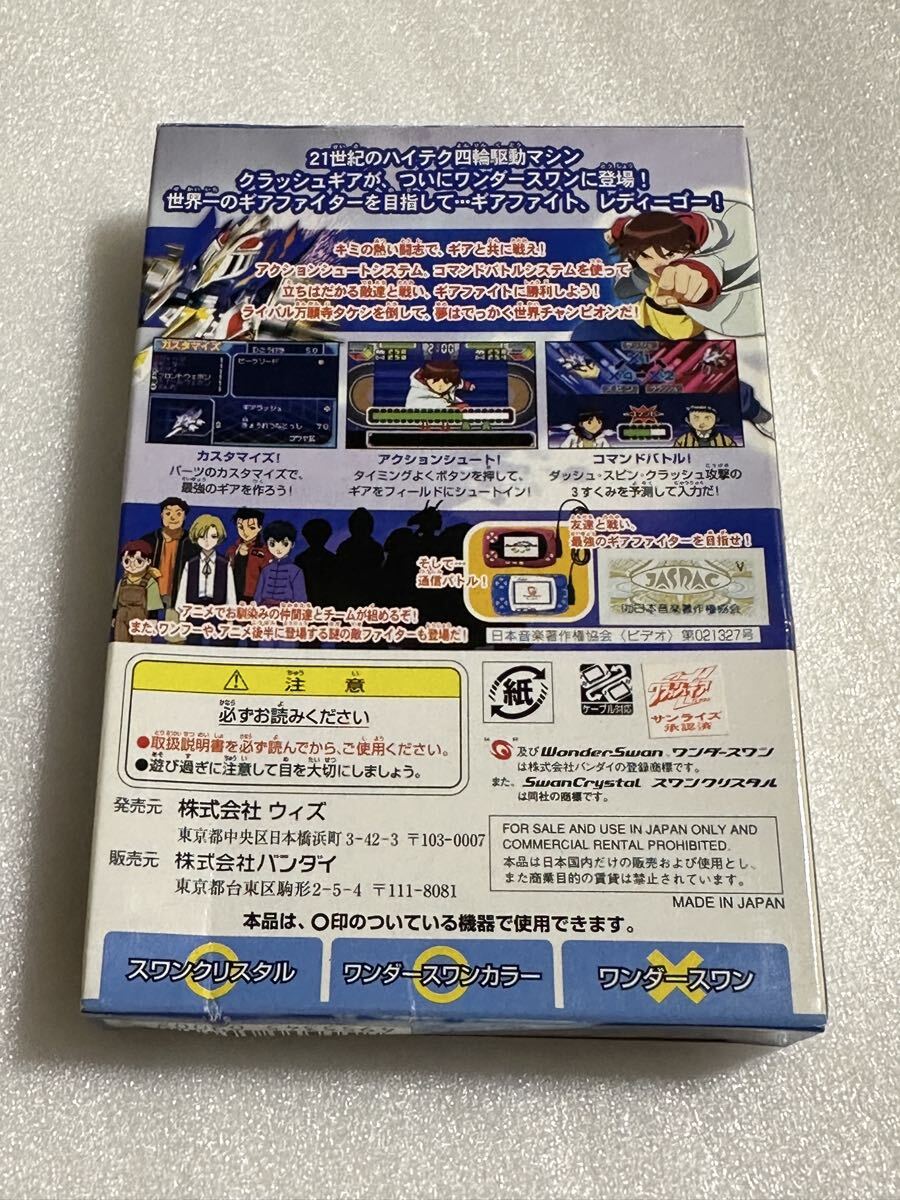 21世紀のハイテク四輪駆動マシン
クラッシュギアが、ついにワンダースワンに登場!
世界一のギアファイターを目指して…ギアファイト、レディーゴー!
キミの熱い闘志で、ギアと共に戦え!
アクションシュートシステム、コマンドバトルシステムを使って
立ちはだかる敵達と戦い、ギアファイトに勝利しよう!
ライバル万願寺タケシを倒して、夢はでっかく世界チャンピオンだ!
カスタマイズ
カスタマイズ!
パーツのカスタマイズで、
最強のギアを作ろう!
アクションシュート!
タイミングよくボタンを押して、
ギアをフィールドにシュートイン!
コマンドバトル!
ダッシュ・スピン・クラッシュ攻撃の
3すくみを予測して入力だ!
そして…
通信バトル!
友達と戦い、
最強のギアファイターを目指せ!
アニメでお馴染みの仲間達とチームが組めるぞ!
また、ワンフーや、アニメ後半に登場する謎の敵ファイターも登場だ!
JASRAC
V
(社)日本音楽著作権協会
日本音楽著作権協会〈ビデオ〉第021327号
注意
必ずお読みください
●取扱説明書を必ず読んでから、ご使用ください。
●遊び過ぎに注意して目を大切にしましょう。
紙
ケーブル対応
サンライズ
承認済
及びWonderSwan、ワンダースワン
は株式会社バンダイの登録商標です。
また、SwanCrystal スワンクリスタル
は同社の商標です。
発売元 株式会社 ウィズ
東京都中央区日本橋浜町3-42-3 〒103-0007
販売元 株式会社バンダイ
東京都台東区駒形2-5-4 〒111-8081
FOR SALE AND USE IN JAPAN ONLY AND
COMMERCIAL RENTAL PROHIBITED.
本品は日本国内だけの販売および使用とし、
また商業目的の賃貸は禁止されています。
MADE IN JAPAN
本品は、〇印のついている機器で使用できます。
スワンクリスタル
ワンダースワンカラー
ワンダースワン